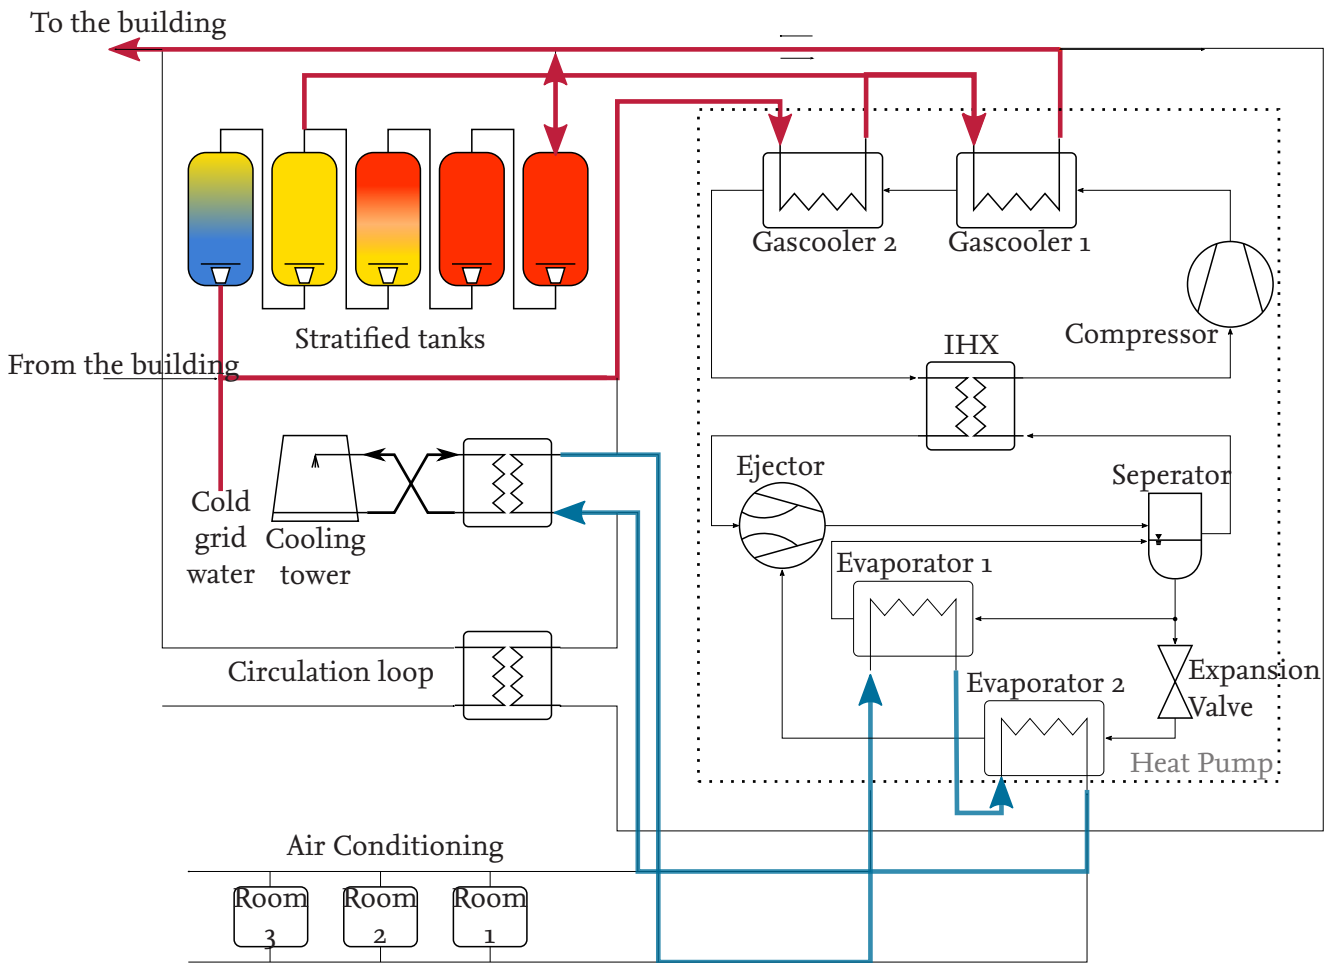 To the building
Gascooler 2
Gascooler 1
Stratified tanks
Compressor
IHX
From the building
Ejector
Seperator
Cold
grid
water
Cooling
tower
Evaporator 1
Circulation loop
Evaporator 2
Expansion
Valve
Heat Pump
Air Conditioning
Room
3
Room
2
Room
1